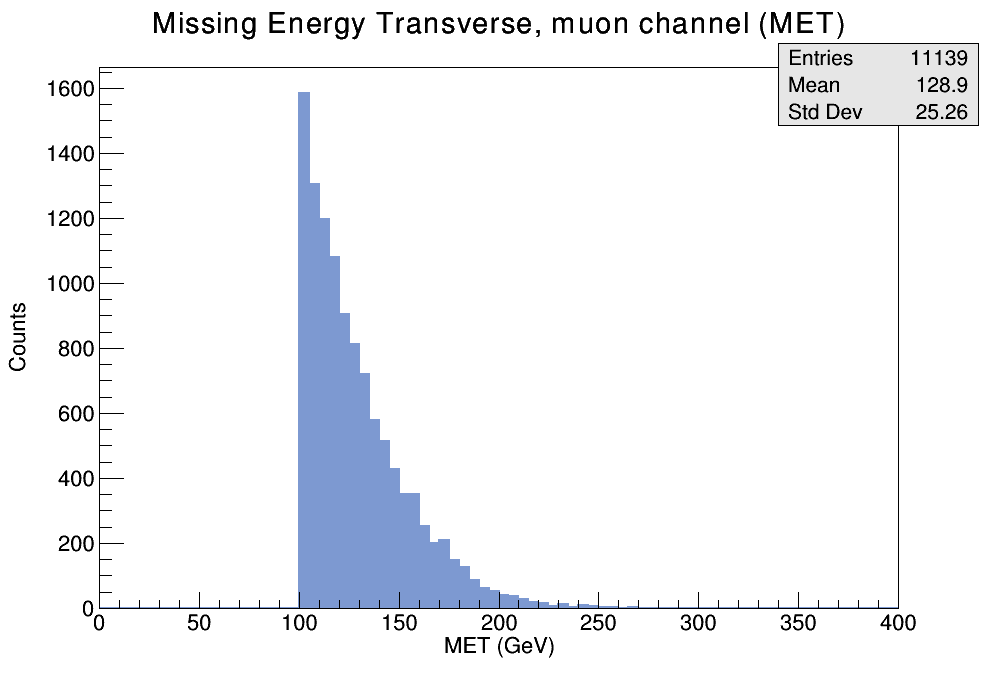 Missing Energy Transverse, muon channel (MET)
Entries 11139
Mean 128.9
Std Dev 25.26
1600
1400
1200
1000
800
600
400
200
0
Counts
0 50 100 150 200 250 300 350 400
MET (GeV)